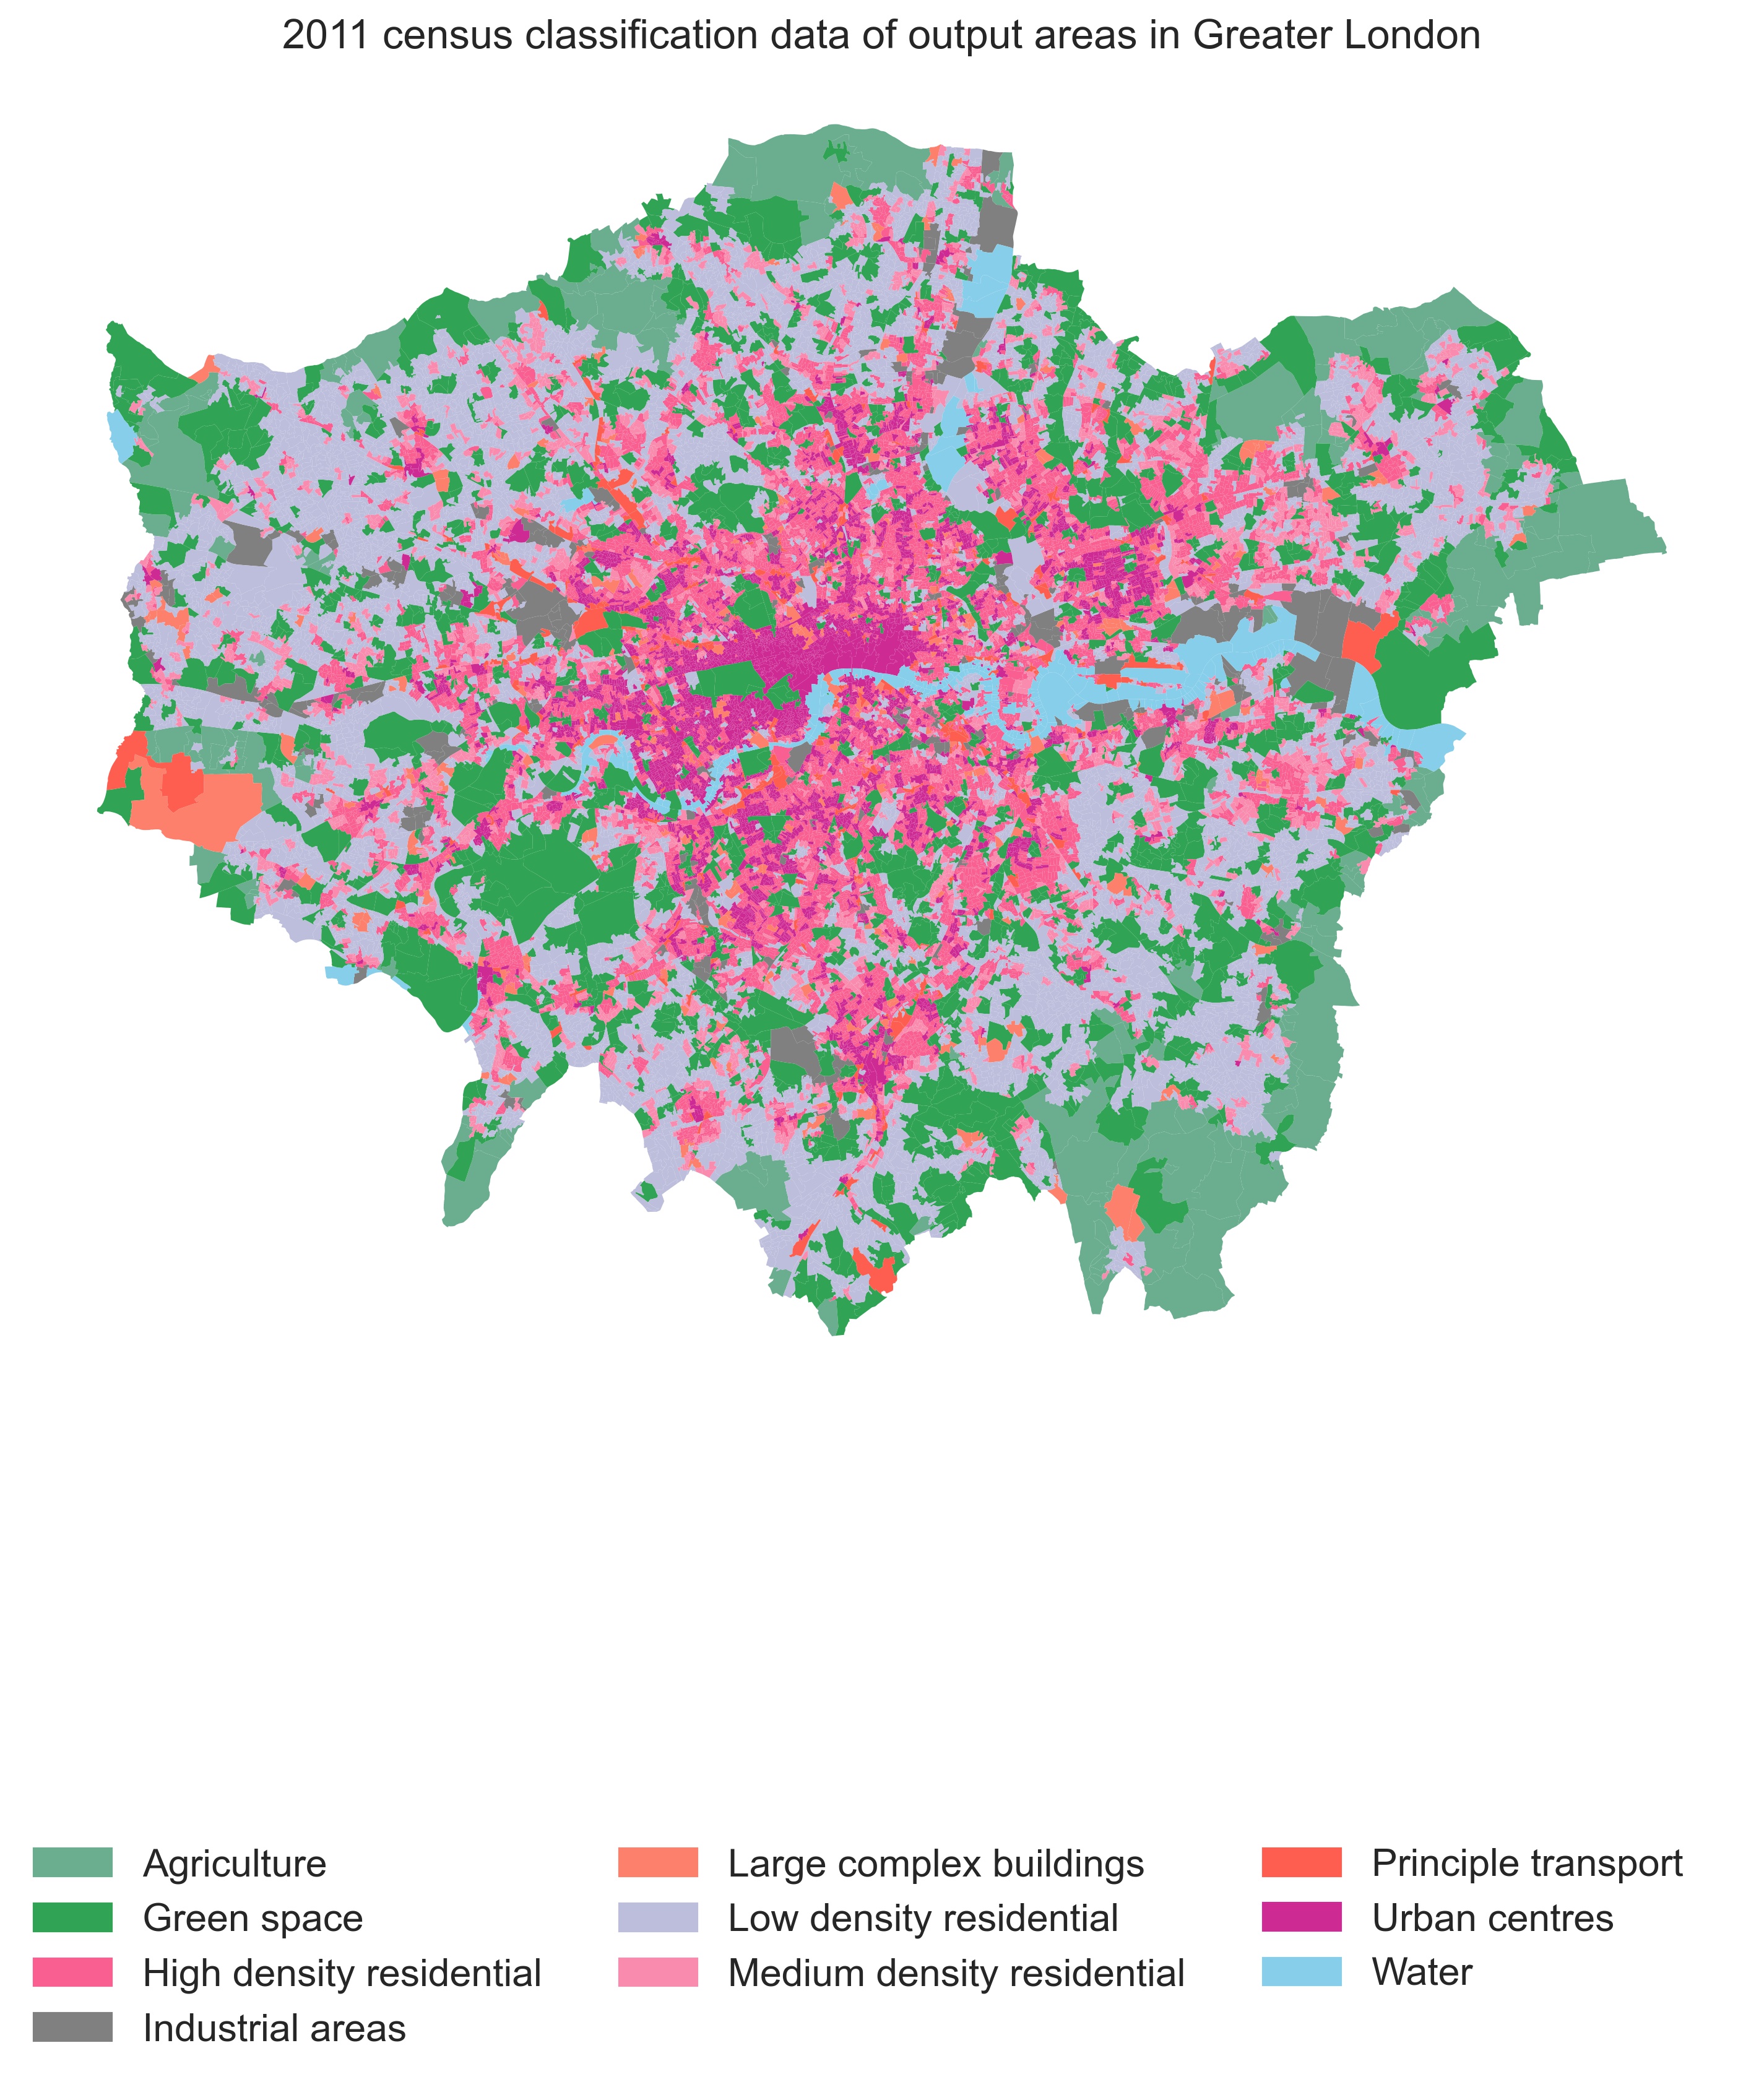 2011 census classification data of output areas in Greater London
Agriculture
Green space
High density residential
Industrial areas
Large complex buildings
Low density residential
Medium density residential
Principle transport
Urban centres
Water